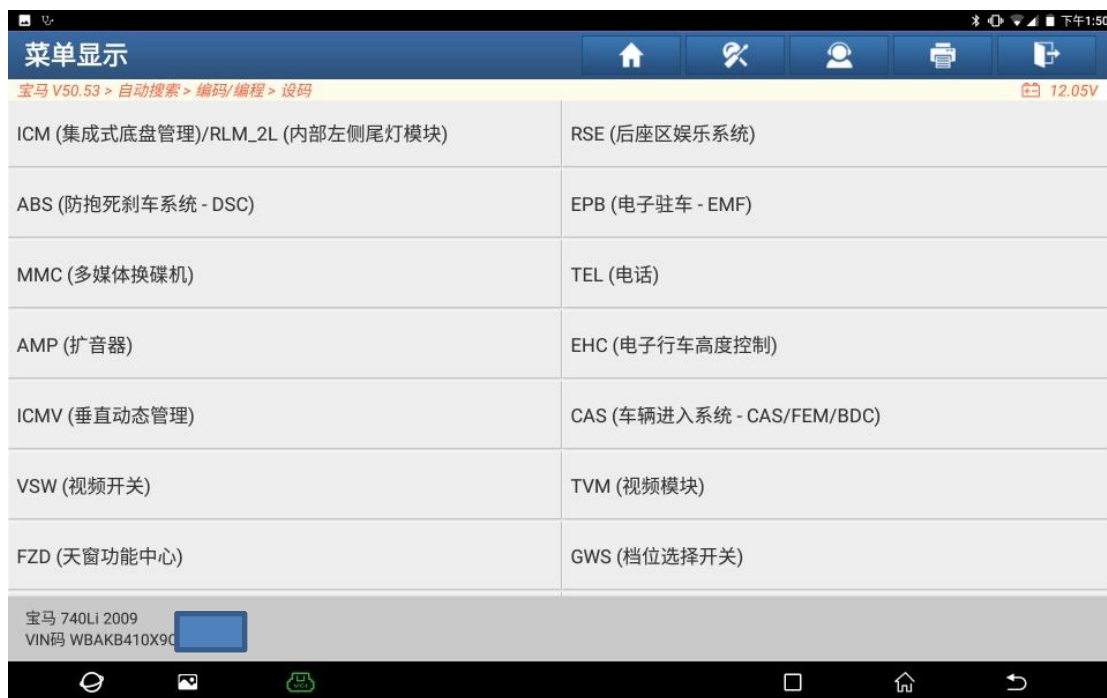 下午1:50
菜单显示
宝马 V50.53 > 自动搜索 > 编码/编程 > 设码
12.05V
ICM (集成式底盘管理)/RLM_2L (内部左侧尾灯模块)
RSE (后座区娱乐系统)
ABS (防抱死刹车系统 - DSC)
EPB (电子驻车 - EMF)
MMC (多媒体换碟机)
TEL (电话)
AMP (扩音器)
EHC (电子行车高度控制)
ICMV (垂直动态管理)
CAS (车辆进入系统 - CAS/FEM/BDC)
VSW (视频开关)
TVM (视频模块)
FZD (天窗功能中心)
GWS (档位选择开关)
宝马 740Li 2009
VIN码 WBAKB410X9C